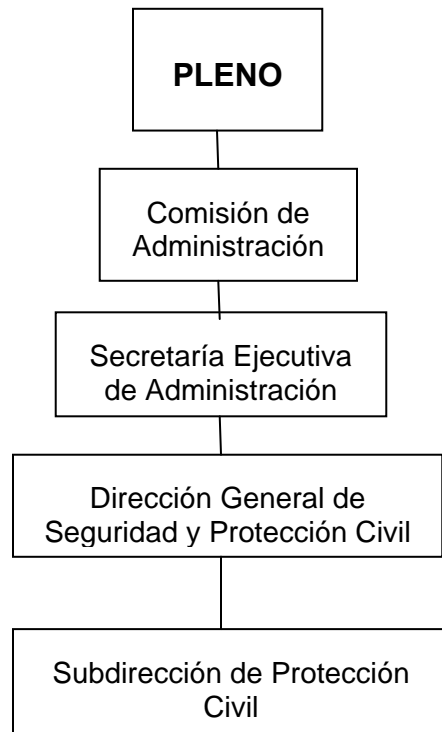 PLENO
Comisión de
Administración
Secretaría Ejecutiva
de Administración
Dirección General de
Seguridad y Protección Civil
Subdirección de Protección
Civil